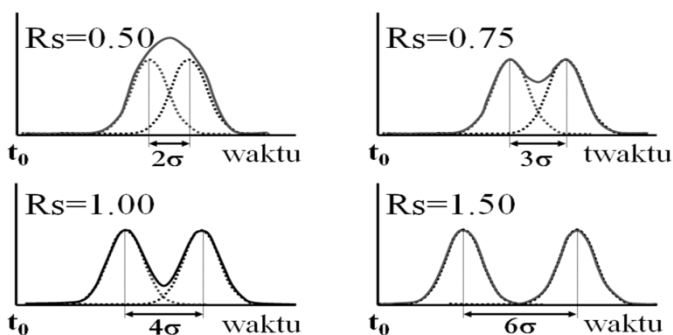 Rs=0.50
t₀ 2σ waktu
Rs=0.75
t₀ 3σ twaktu
Rs=1.00
t₀ 4σ waktu
Rs=1.50
t₀ 6σ waktu